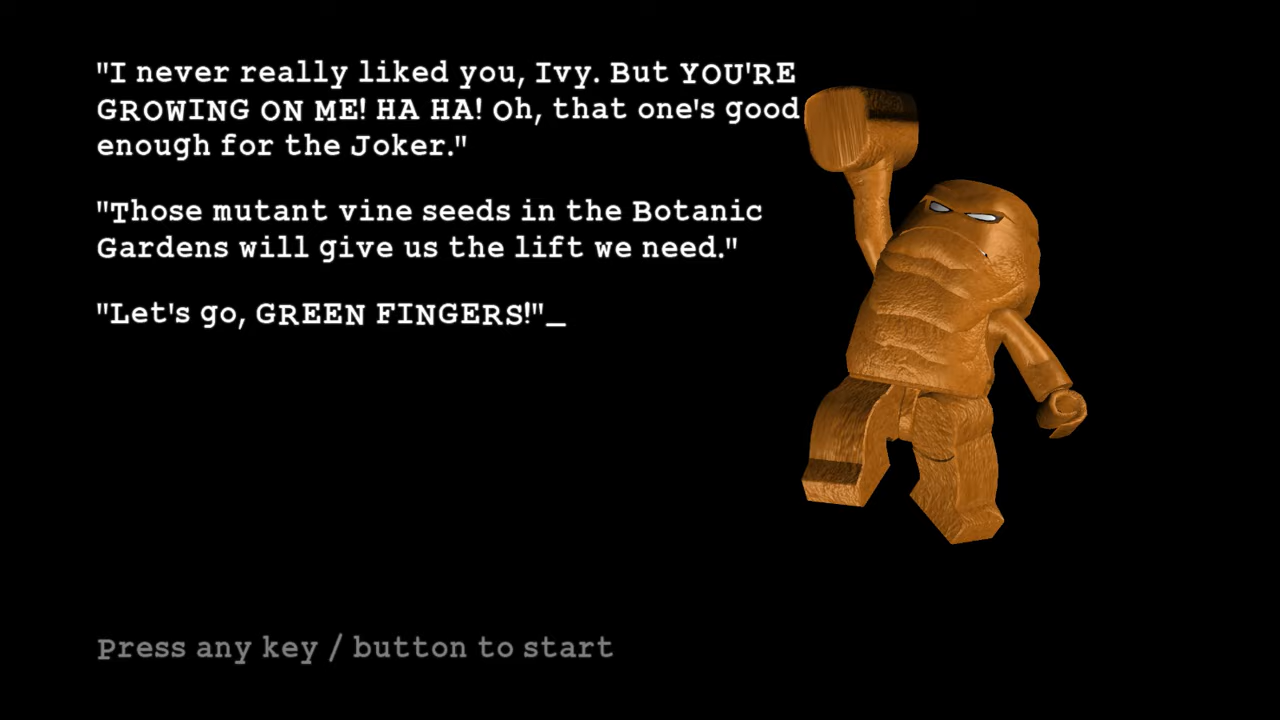 "I never really liked you, Ivy. But YOU'RE
GROWING ON ME! HA HA! Oh, that one's good
enough for the Joker."
"Those mutant vine seeds in the Botanic
Gardens will give us the lift we need."
"Let's go, GREEN FINGERS!"_
Press any key / button to start